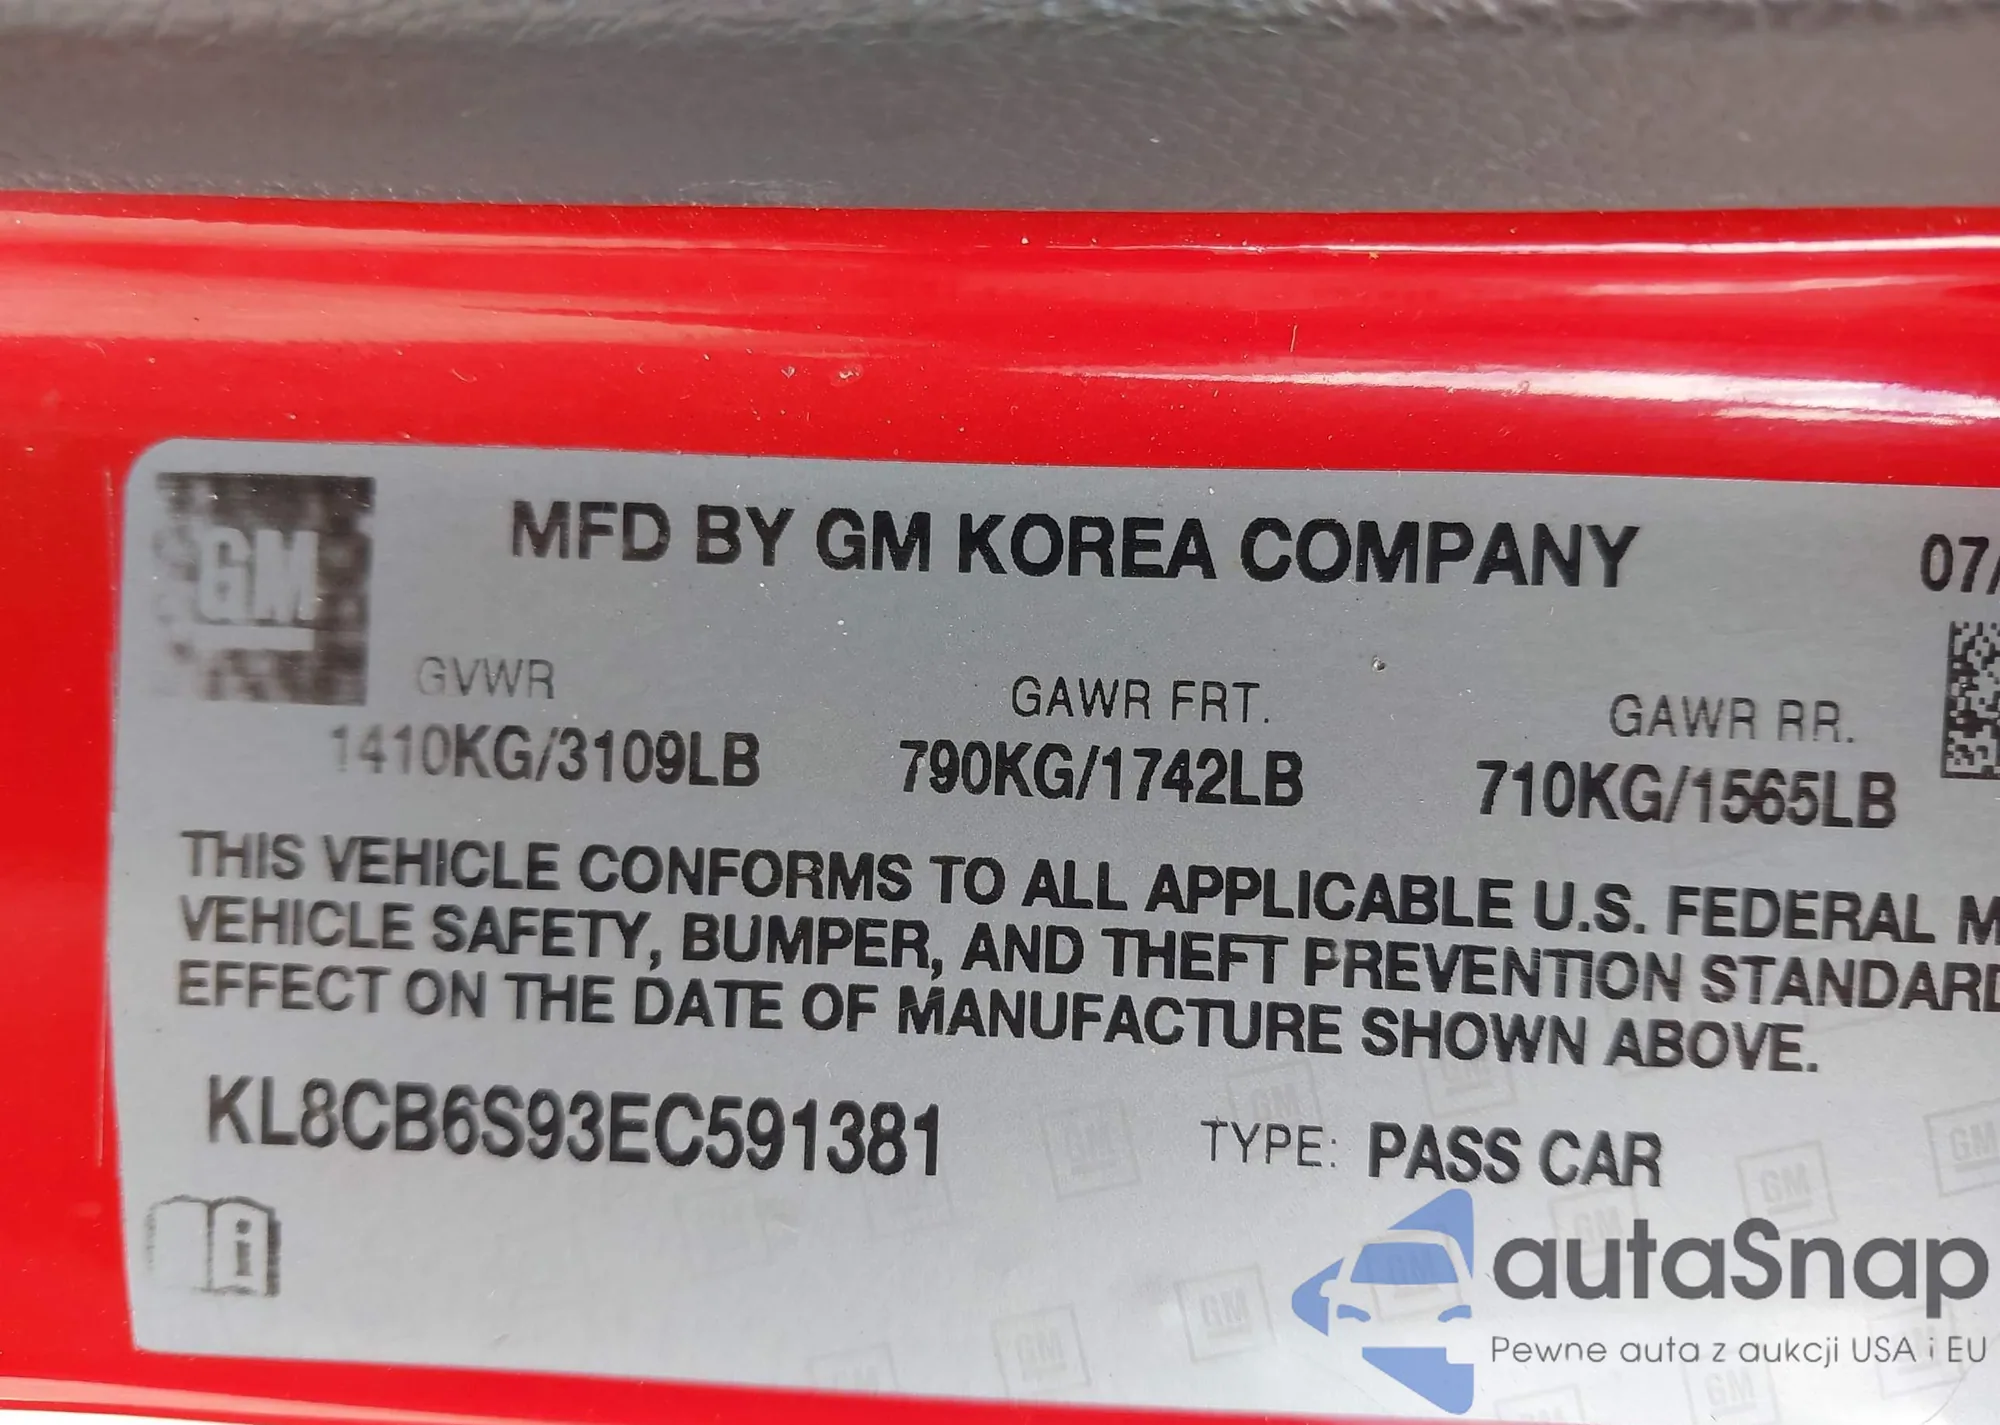 GM
MFD BY GM KOREA COMPANY 07/
GVWR GAWR FRT. GAWR RR.
1410KG/3109LB 790KG/1742LB 710KG/1565LB
THIS VEHICLE CONFORMS TO ALL APPLICABLE U.S. FEDERAL M
VEHICLE SAFETY, BUMPER, AND THEFT PREVENTION STANDARD
EFFECT ON THE DATE OF MANUFACTURE SHOWN ABOVE.
KL8CB6S93EC591381 TYPE: PASS CAR
i
autaSnap
Pewne auta z aukcji USA i EU